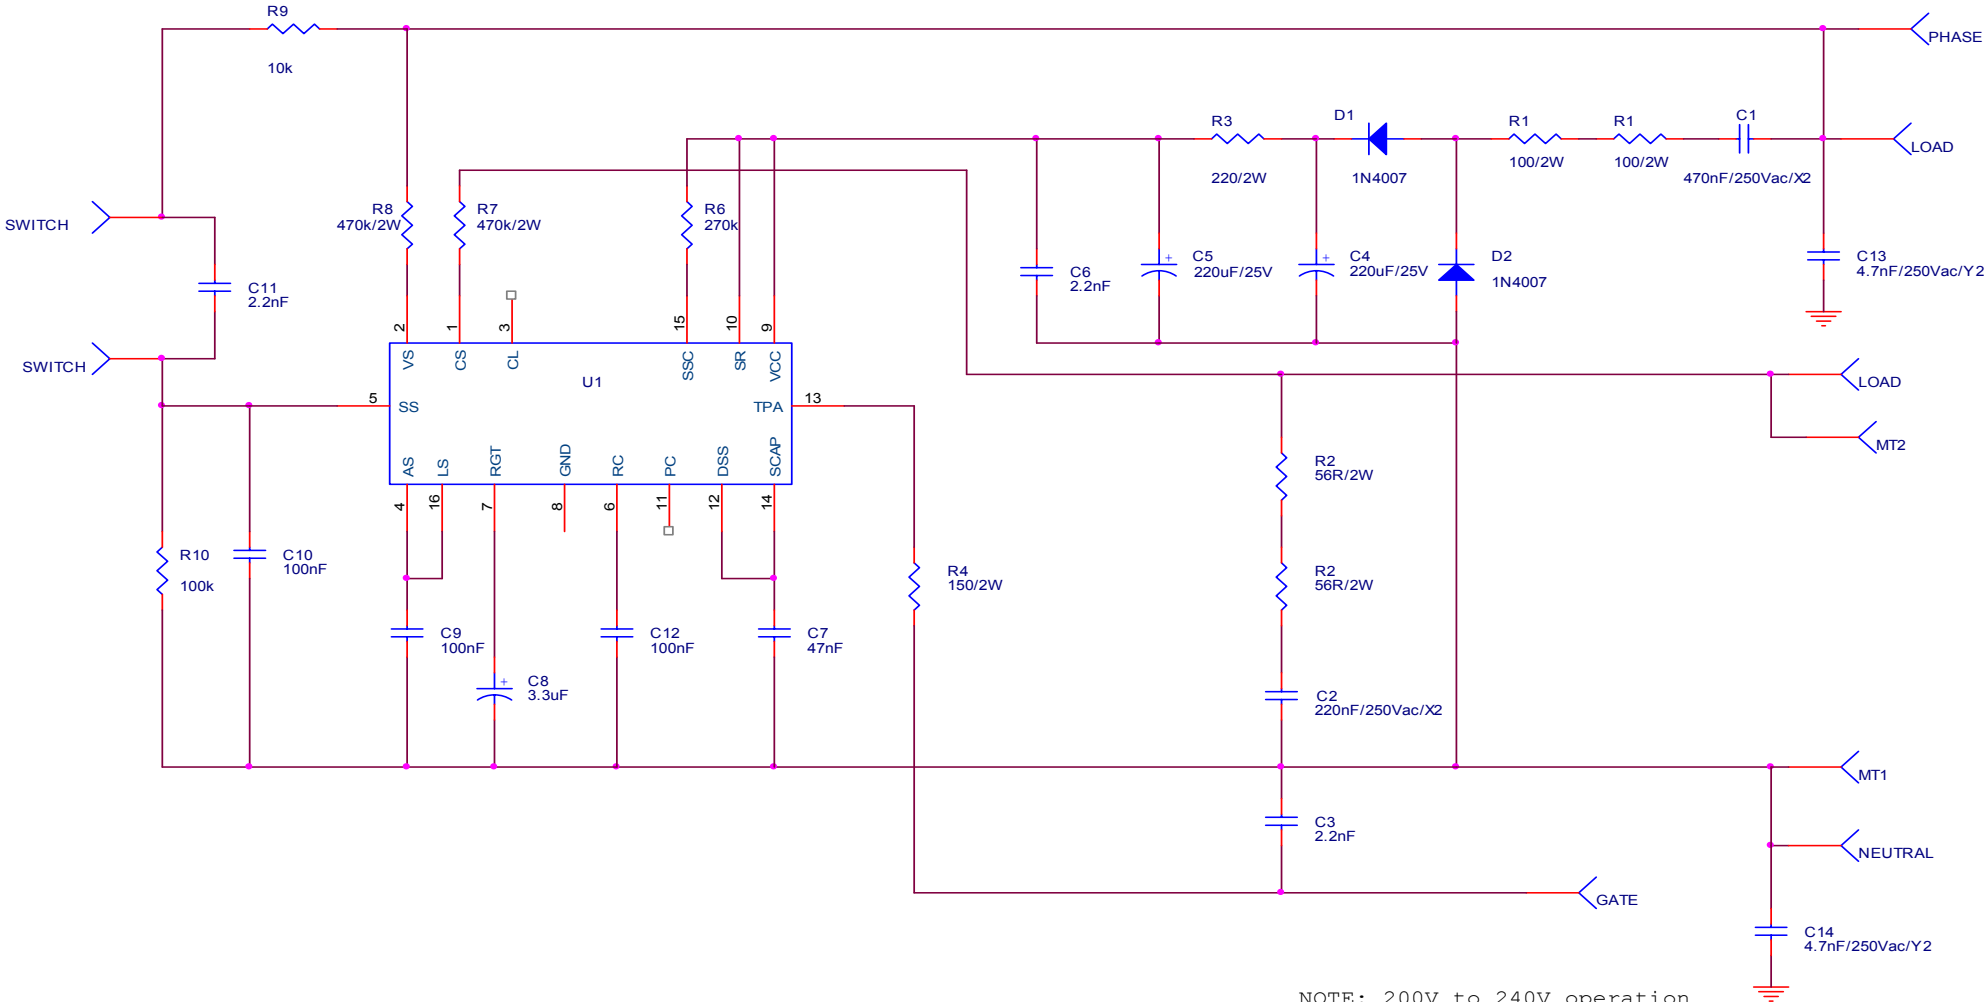 R9
10k
PHASE
R3
220/2W
D1
1N4007
R1
100/2W
R1
100/2W
C1
470nF/250Vac/X2
LOAD
SWITCH
R8
470k/2W
R7
470k/2W
R6
270k
C11
2.2nF
C6
2.2nF
C5
+
220uF/25V
C4
+
220uF/25V
D2
1N4007
C13
4.7nF/250Vac/Y2
SWITCH
2
1
3
15
10
9
VS
CS
CL
SSC
SR
VCC
U1
5
SS
TPA
13
AS
LS
RGT
GND
RC
PC
DSS
SCAP
4
16
7
8
6
11
12
14
LOAD
MT2
R2
56R/2W
R10
100k
C10
100nF
R4
150/2W
R2
56R/2W
C9
100nF
C12
100nF
C7
47nF
C8
+
3.3uF
C2
220nF/250Vac/X2
MT1
C3
2.2nF
NEUTRAL
GATE
C14
4.7nF/250Vac/Y2
NOTE: 200V to 240V operation